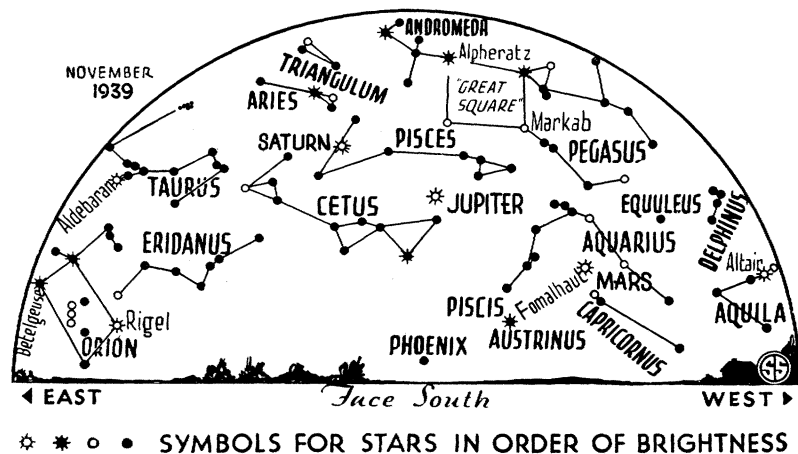 ANDROMEDA
Alpheratz
NOVEMBER
1939
TRIANGULUM
ARIES
"GREAT
SQUARE"
SATURN
PISCES
Markab
PEGASUS
Aldebaran
TAURUS
CETUS
JUPITER
EQUULEUS
DELPHINUS
ERIDANUS
AQUARIUS
Altair
Betelgeuse
Rigel
ORION
PISCIS
AUSTRINUS
Fomalhaut
MARS
CAPRICORNUS
AQUILA
PHOENIX
SS
EAST
Face South
WEST
SYMBOLS FOR STARS IN ORDER OF BRIGHTNESS